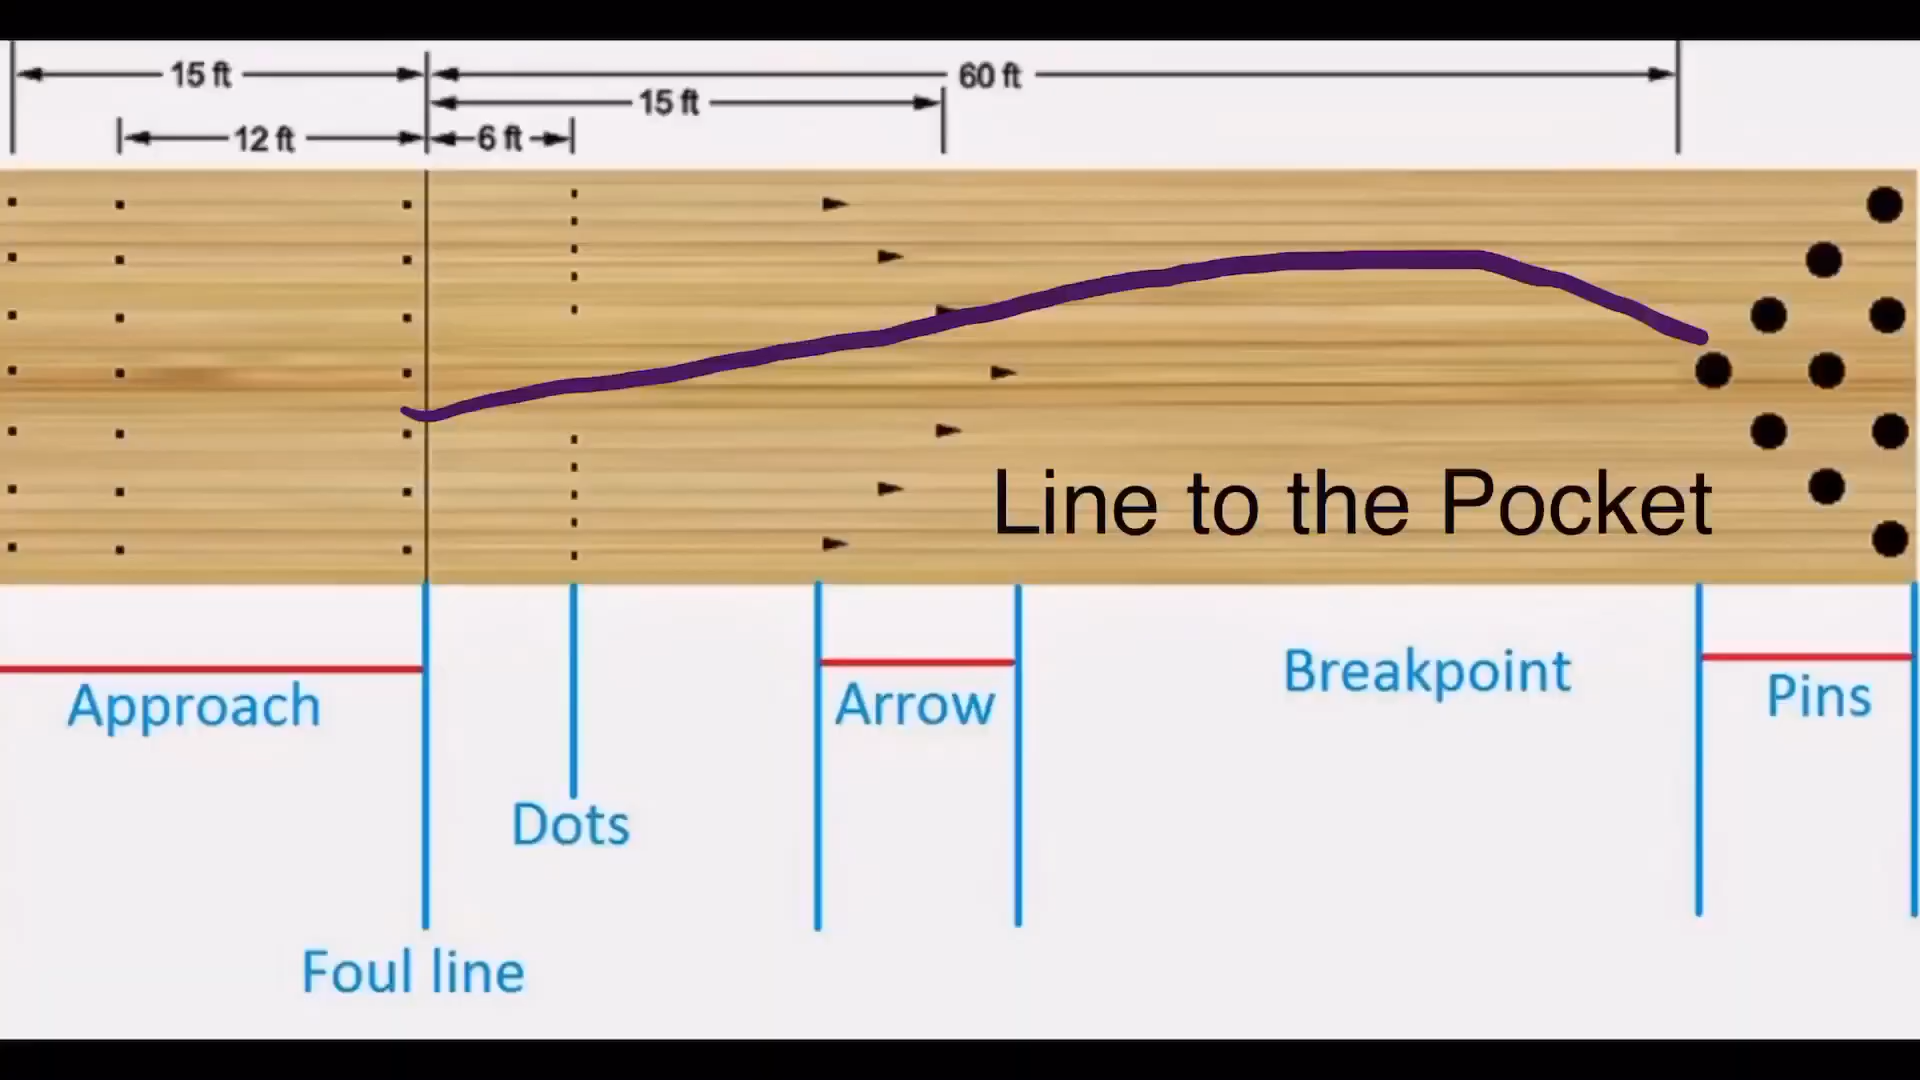 15 ft
60 ft
15 ft
12 ft
6 ft
Line to the Pocket
Approach
Arrow
Breakpoint
Pins
Dots
Foul line